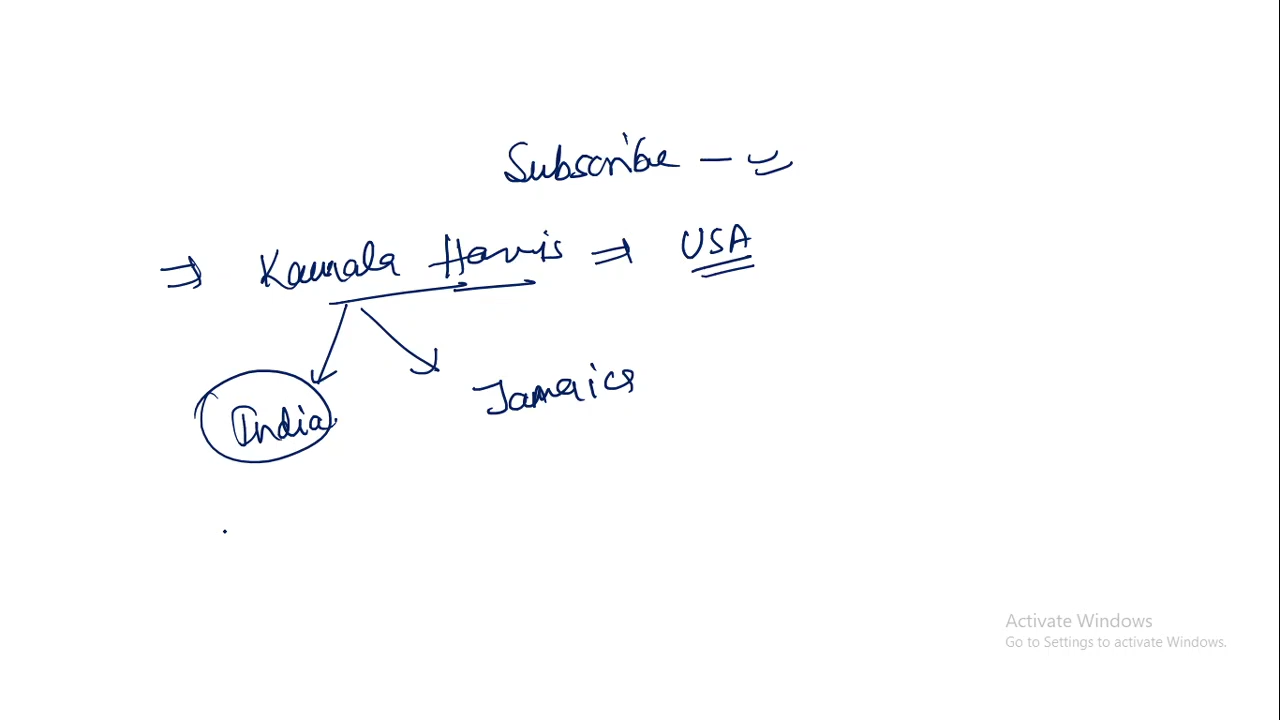 Subscribe -
⇒ Kamala Harris ⇒ USA
India Jamaica
Activate Windows
Go to Settings to activate Windows.